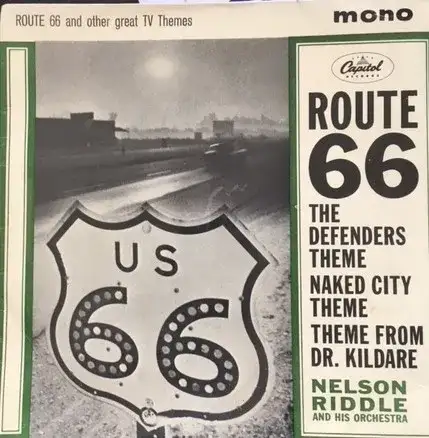 ROUTE 66 and other great TV Themes
mono
Capitol
RECORDS
ROUTE
66
THE
DEFENDERS
THEME
NAKED CITY
THEME
THEME FROM
DR. KILDARE
NELSON
RIDDLE
AND HIS ORCHESTRA
US
66